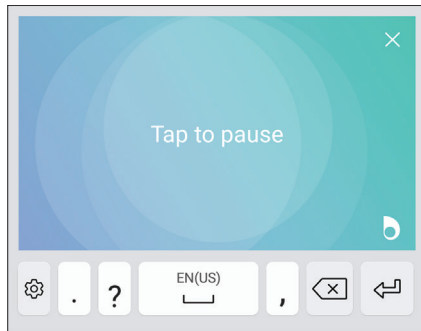 Tap to pause
EN(US)
. ? ,